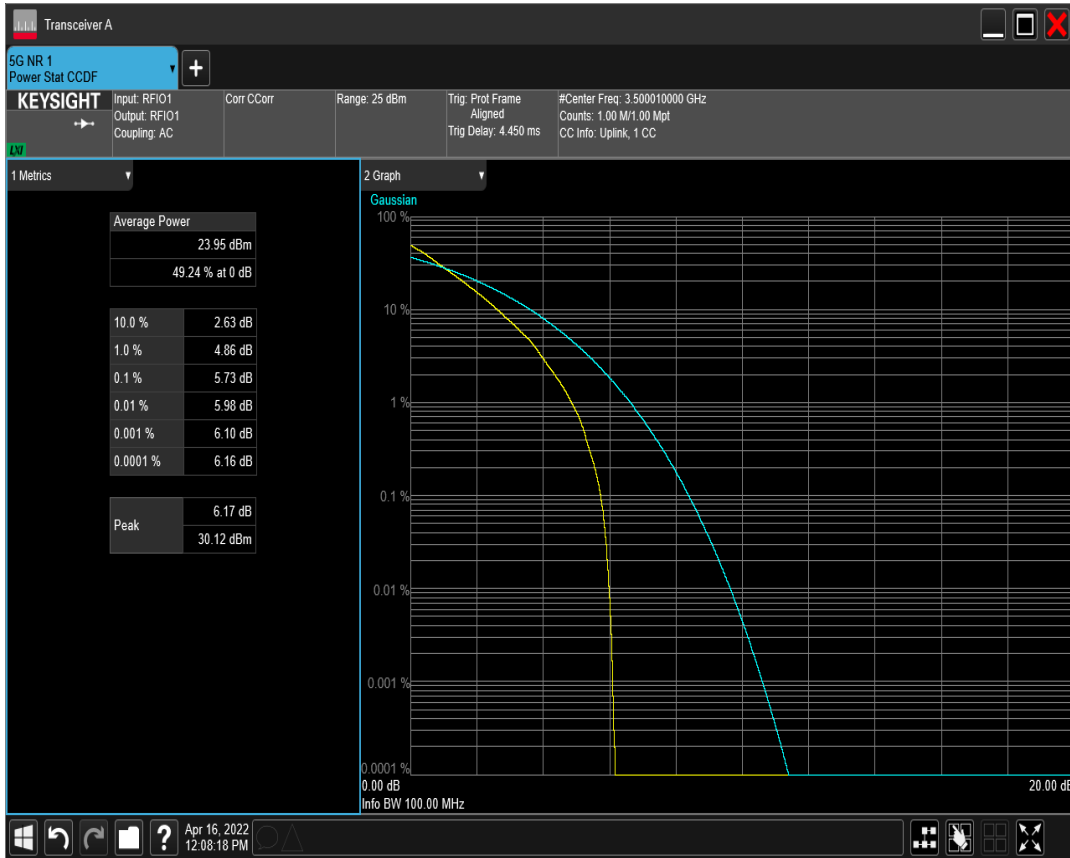 Transceiver A
5G NR 1
Power Stat CCDF
+
KEYSIGHT
LXI
Input: RFIO1
Output: RFIO1
Coupling: AC
Corr CCorr
Range: 25 dBm
Trig: Prot Frame
Aligned
Trig Delay: 4.450 ms
#Center Freq: 3.500010000 GHz
Counts: 1.00 M/1.00 Mpt
CC Info: Uplink, 1 CC
1 Metrics
Average Power
23.95 dBm
49.24 % at 0 dB
10.0 % 2.63 dB
1.0 % 4.86 dB
0.1 % 5.73 dB
0.01 % 5.98 dB
0.001 % 6.10 dB
0.0001 % 6.16 dB
Peak 6.17 dB
30.12 dBm
2 Graph
Gaussian
100 %
10 %
1 %
0.1 %
0.01 %
0.001 %
0.0001 %
0.00 dB 20.00 dB
Info BW 100.00 MHz
?
Apr 16, 2022
12:08:18 PM